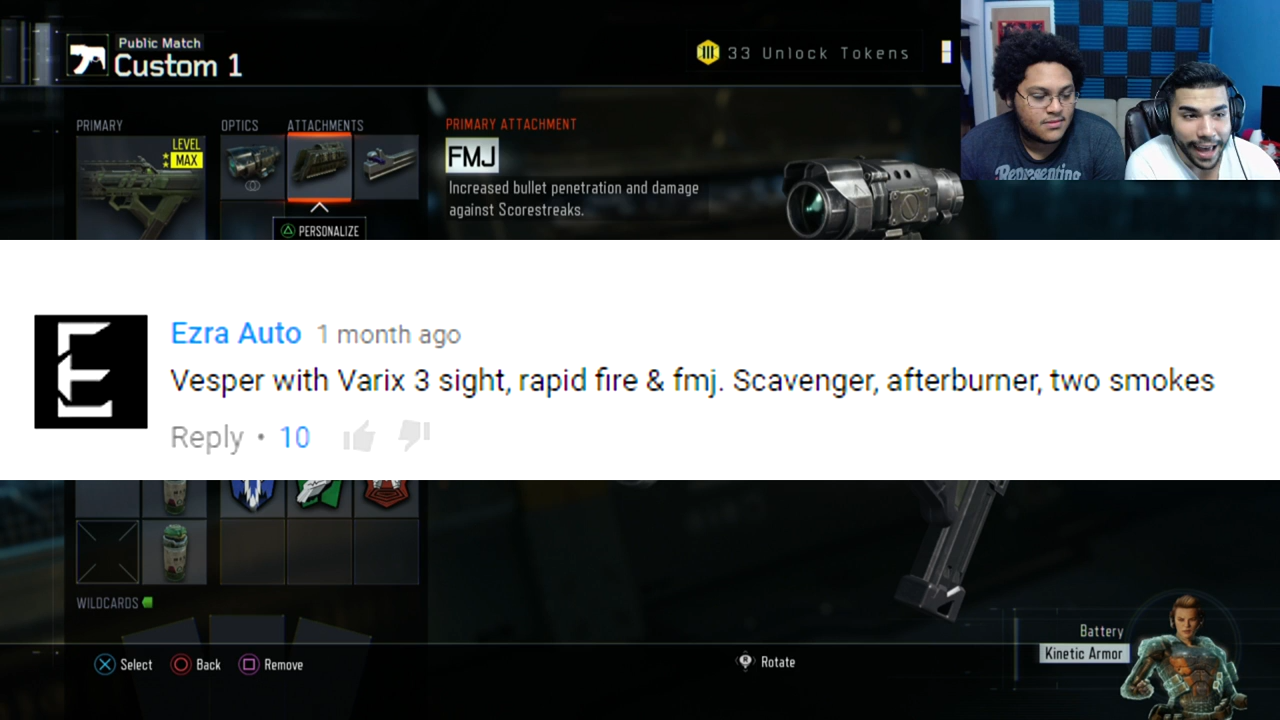 Public Match
Custom 1
33 Unlock Tokens
PRIMARY
OPTICS
ATTACHMENTS
LEVEL
MAX
PERSONALIZE
PRIMARY ATTACHMENT
FMJ
Increased bullet penetration and damage
against Scorestreaks.
Representing
E
Ezra Auto 1 month ago
Vesper with Varix 3 sight, rapid fire & fmj. Scavenger, afterburner, two smokes
Reply • 10
WILDCARDS
Select
Back
Remove
R Rotate
Battery
Kinetic Armor